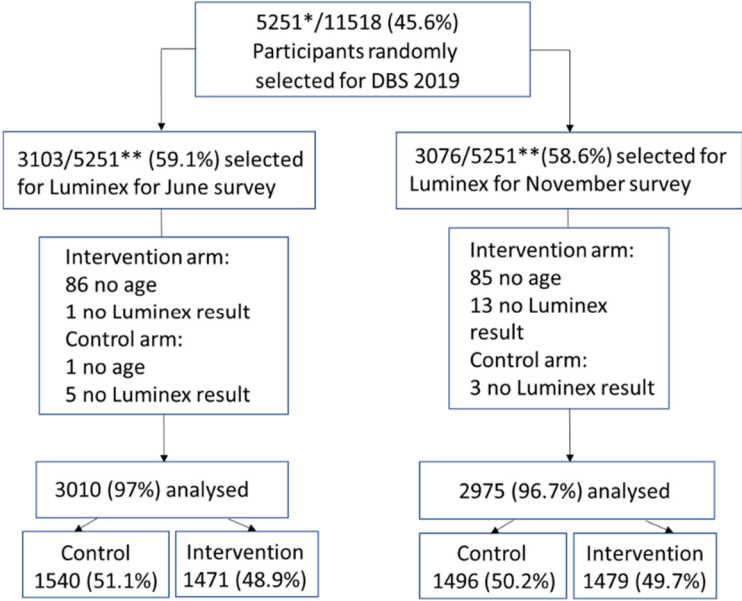 5251*/11518 (45.6%)
Participants randomly
selected for DBS 2019
3103/5251** (59.1%) selected
for Luminex for June survey
3076/5251**(58.6%) selected for
Luminex for November survey
Intervention arm:
86 no age
1 no Luminex result
Control arm:
1 no age
5 no Luminex result
Intervention arm:
85 no age
13 no Luminex
result
Control arm:
3 no Luminex result
3010 (97%) analysed
2975 (96.7%) analysed
Control
1540 (51.1%)
Intervention
1471 (48.9%)
Control
1496 (50.2%)
Intervention
1479 (49.7%)